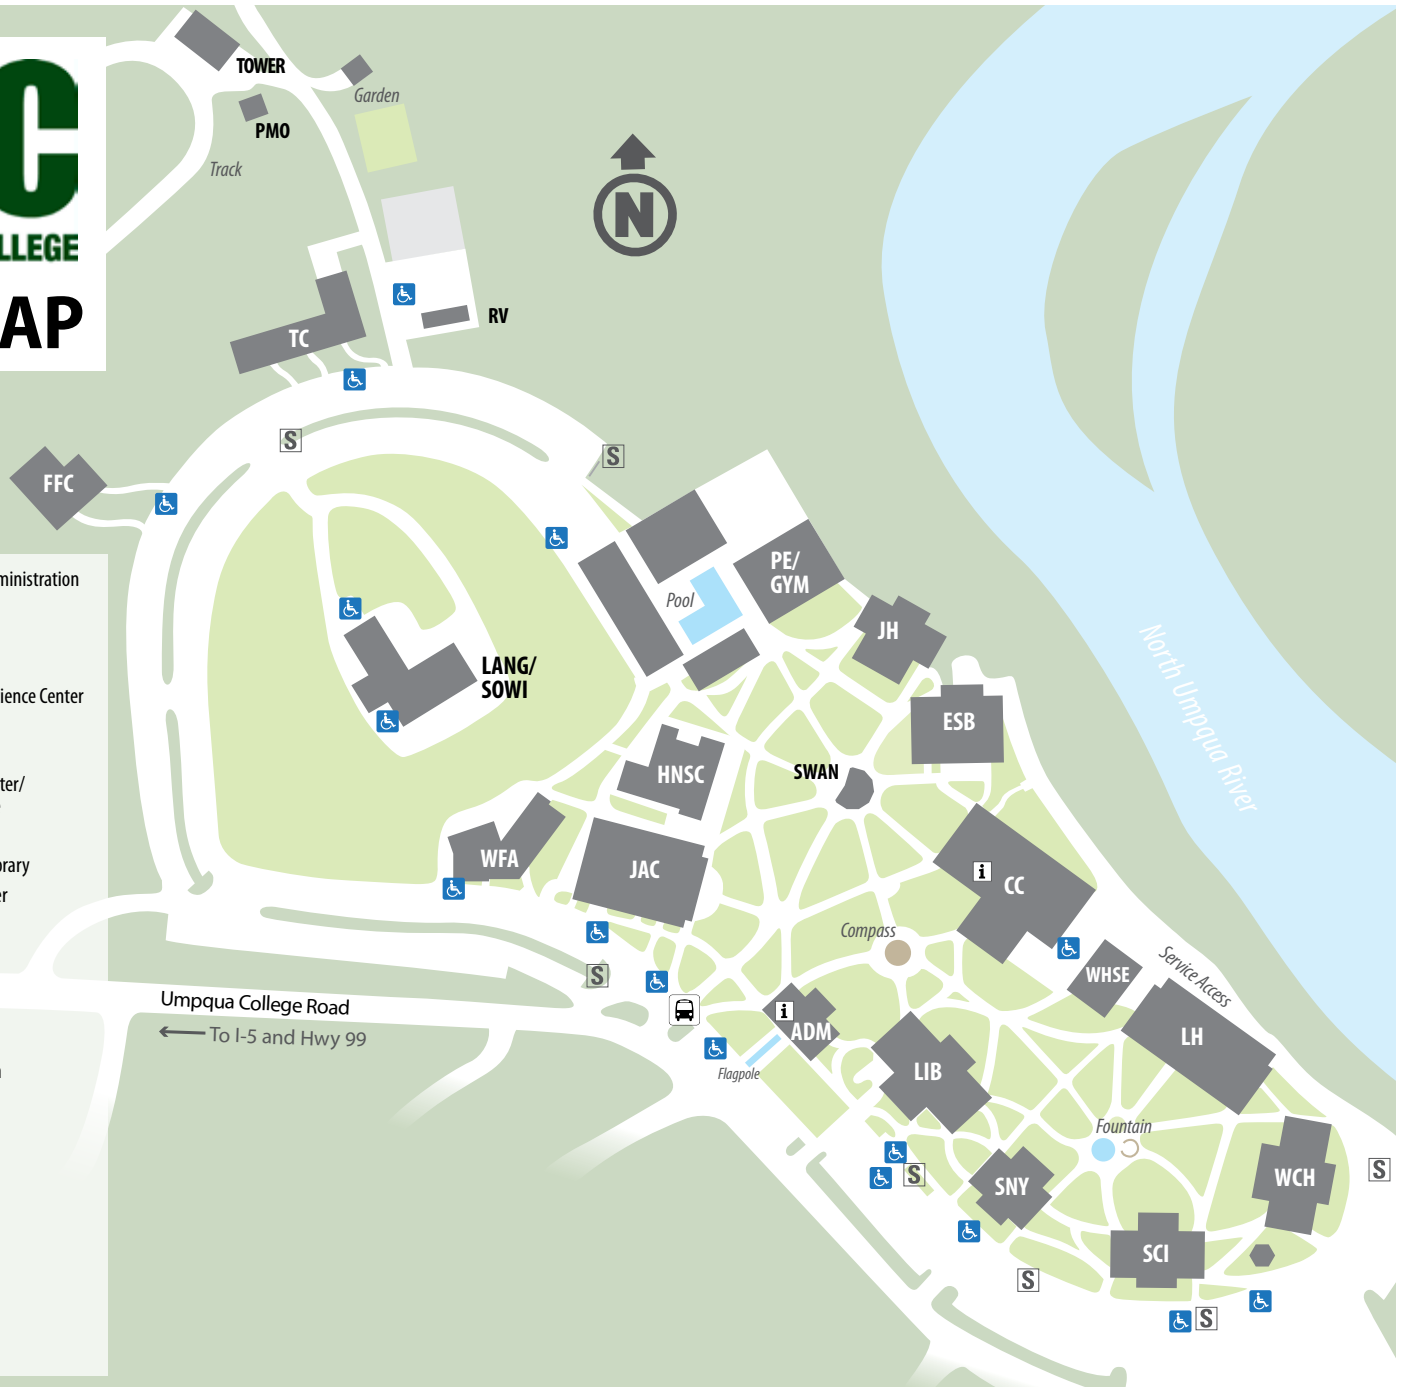 C
LLEGE
AP
TOWER
PMO
Garden
Track
N
TC
RV
S
S
FFC
ministration
ience Center
ter/
brary
er
PE/
GYM
Pool
JH
LANG/
SOWI
ESB
HNSC
SWAN
North Umpqua River
WFA
JAC
i
CC
Compass
WHSE
Service Access
S
Umpqua College Road
To I-5 and Hwy 99
i
ADM
LH
Flagpole
LIB
Fountain
S
SNY
WCH
S
SCI
S
S